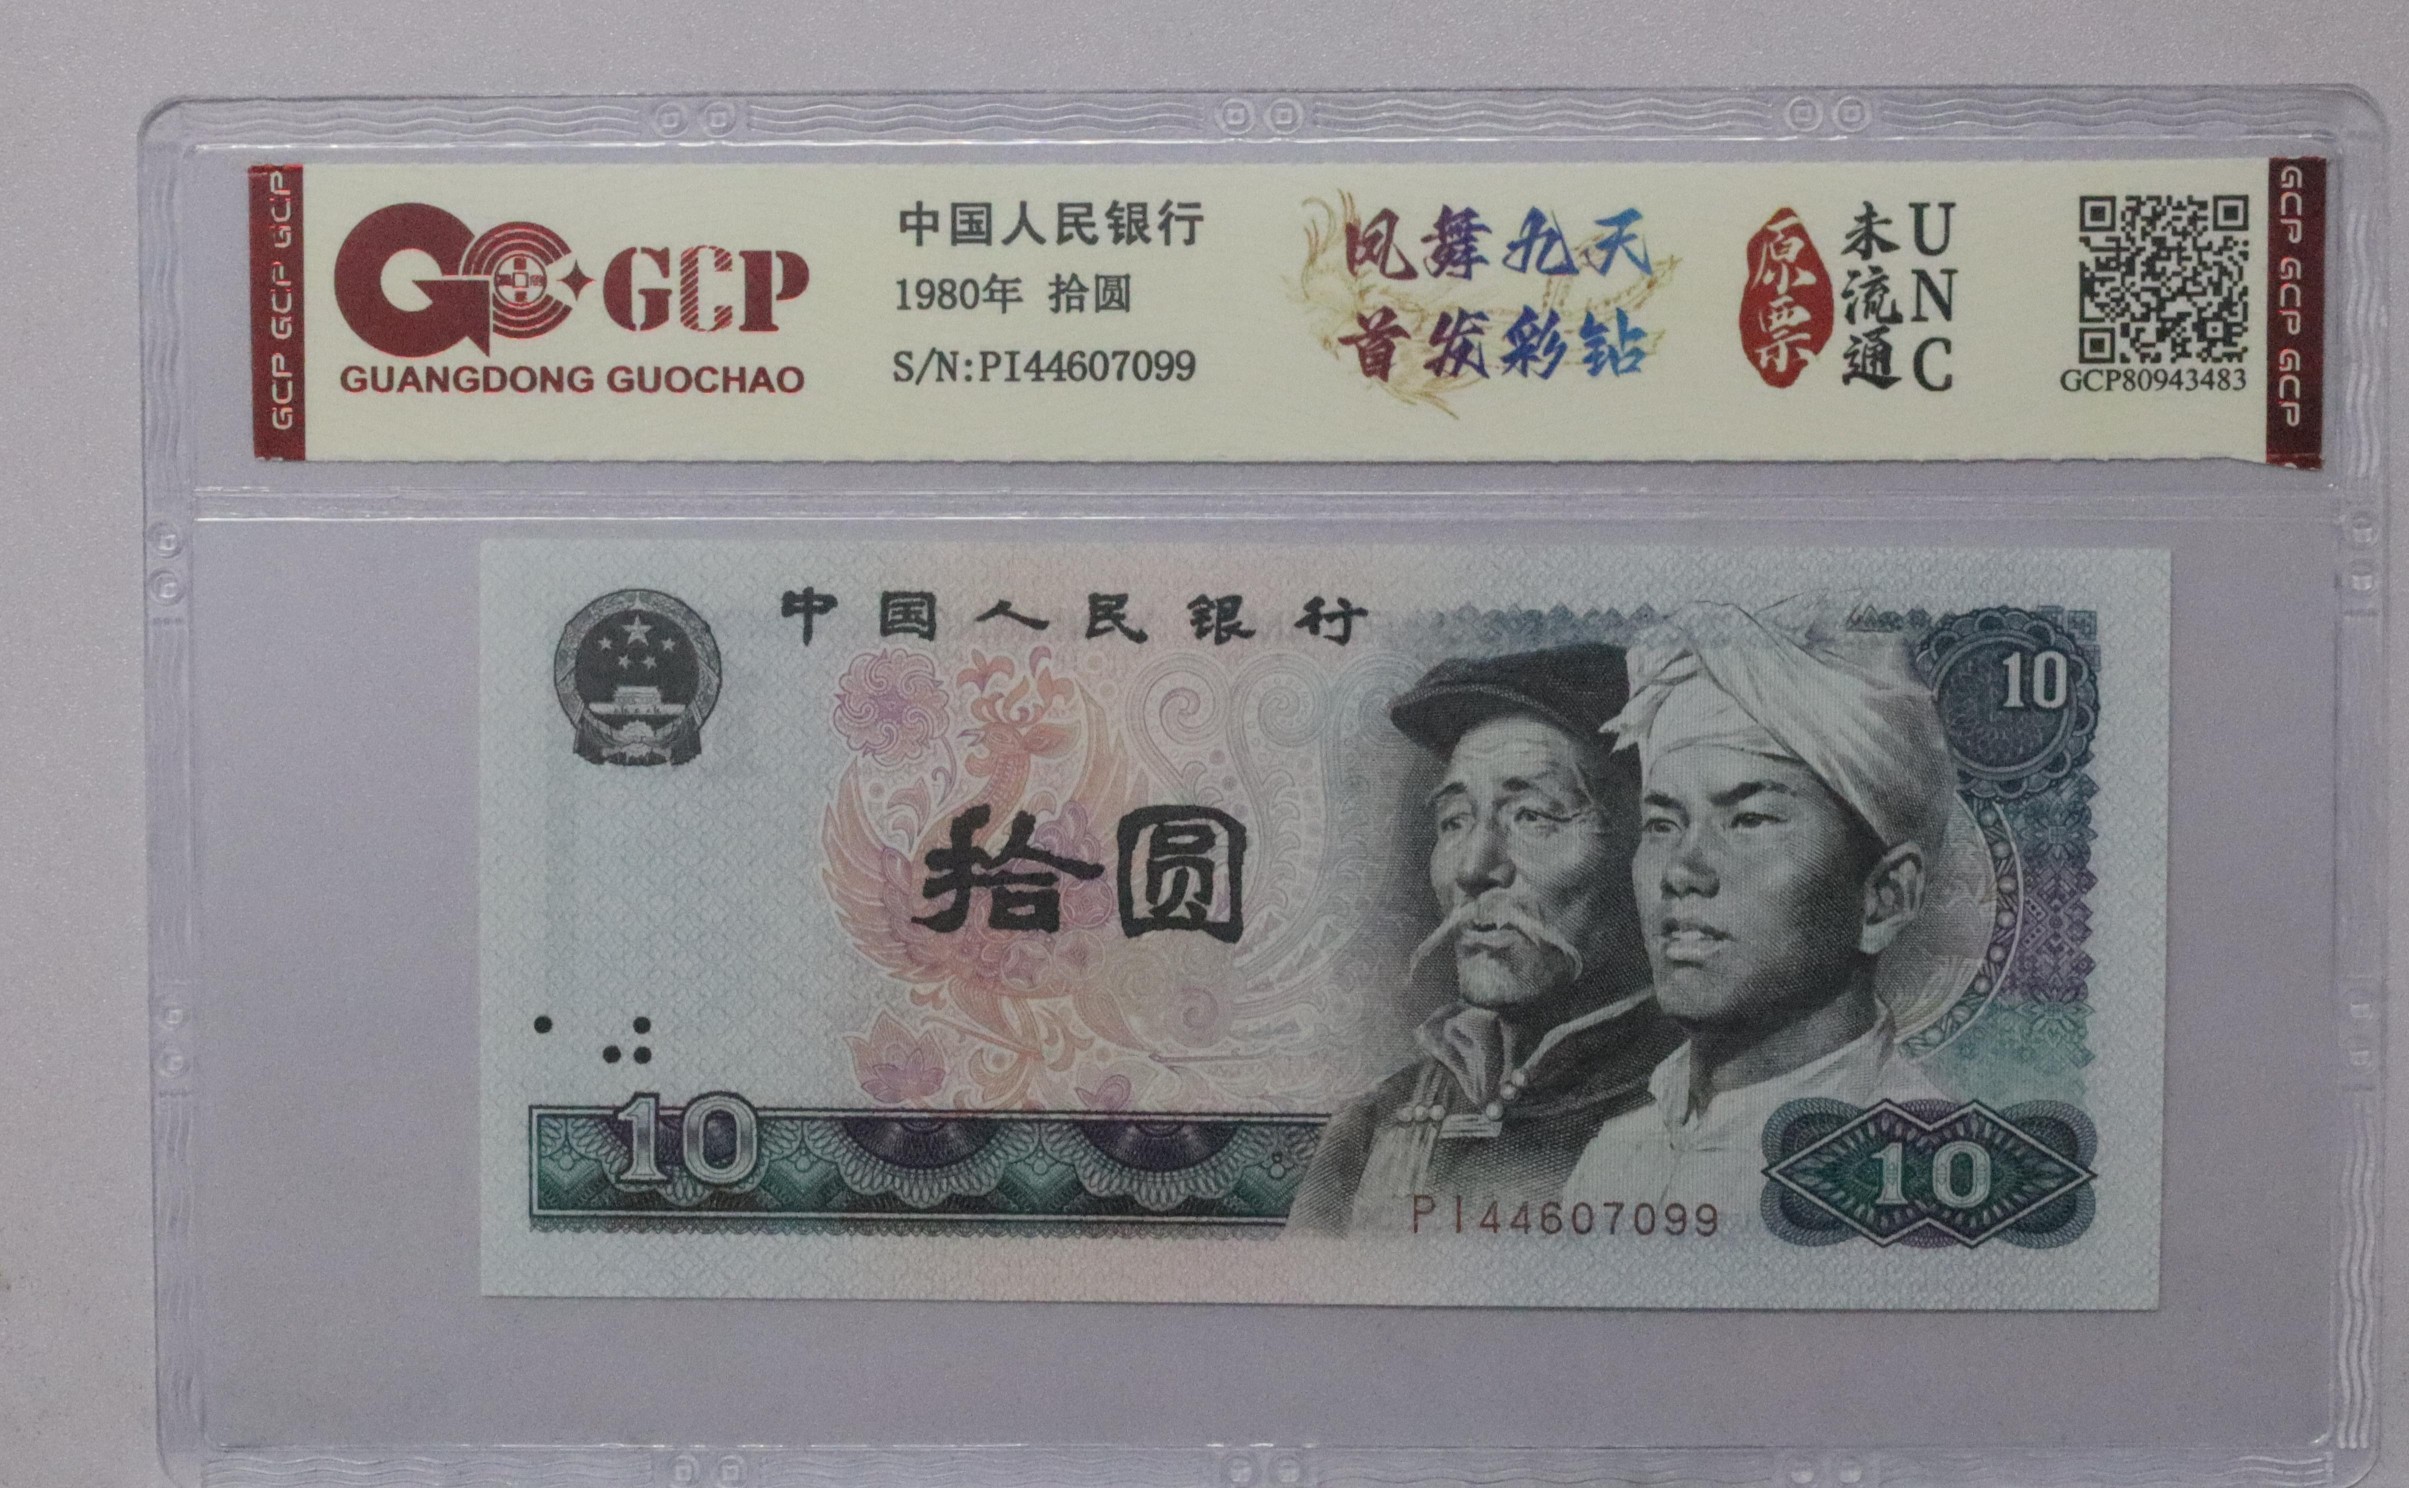 GCP GCP GCP
GCP
GUANGDONG GUOCHAO
中国人民银行
1980年 拾圆
S/N:PI44607099
凤舞九天
首发彩钻
原票
未流通
UNC
GCP80943483
GCP GCP GCP
中国人民银行
10
拾圆
10
PI44607099
10